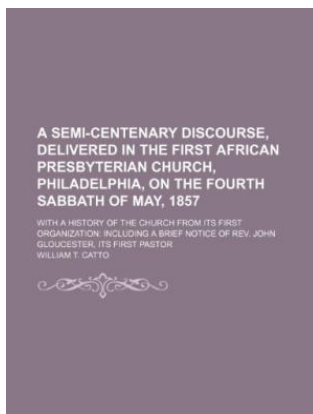 A SEMI-CENTENARY DISCOURSE,
DELIVERED IN THE FIRST AFRICAN
PRESBYTERIAN CHURCH,
PHILADELPHIA, ON THE FOURTH
SABBATH OF MAY, 1857
WITH A HISTORY OF THE CHURCH FROM ITS FIRST
ORGANIZATION: INCLUDING A BRIEF NOTICE OF REV. JOHN
GLOUCESTER, ITS FIRST PASTOR
WILLIAM T. CATTO